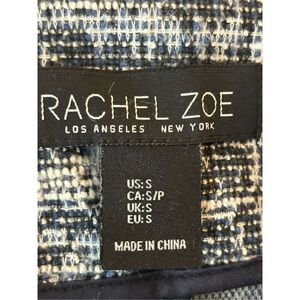 RACHEL ZOE
LOS ANGELES NEW YORK
US:S
CA:S/P
UK:S
EU:S
MADE IN CHINA